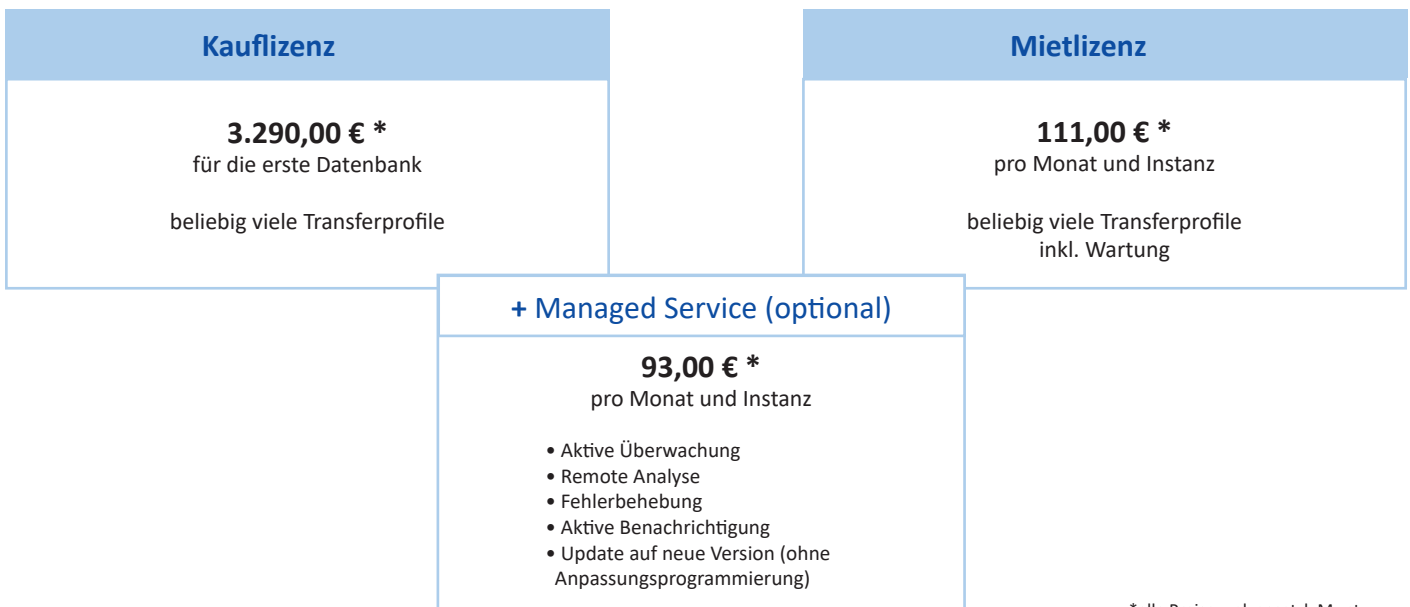 Kauflizenz
3.290,00 € *
für die erste Datenbank
beliebig viele Transferprofile
Mietlizenz
111,00 € *
pro Monat und Instanz
beliebig viele Transferprofile
inkl. Wartung
+ Managed Service (optional)
93,00 € *
pro Monat und Instanz
• Aktive Überwachung
• Remote Analyse
• Fehlerbehebung
• Aktive Benachrichtigung
• Update auf neue Version (ohne
Anpassungsprogrammierung)